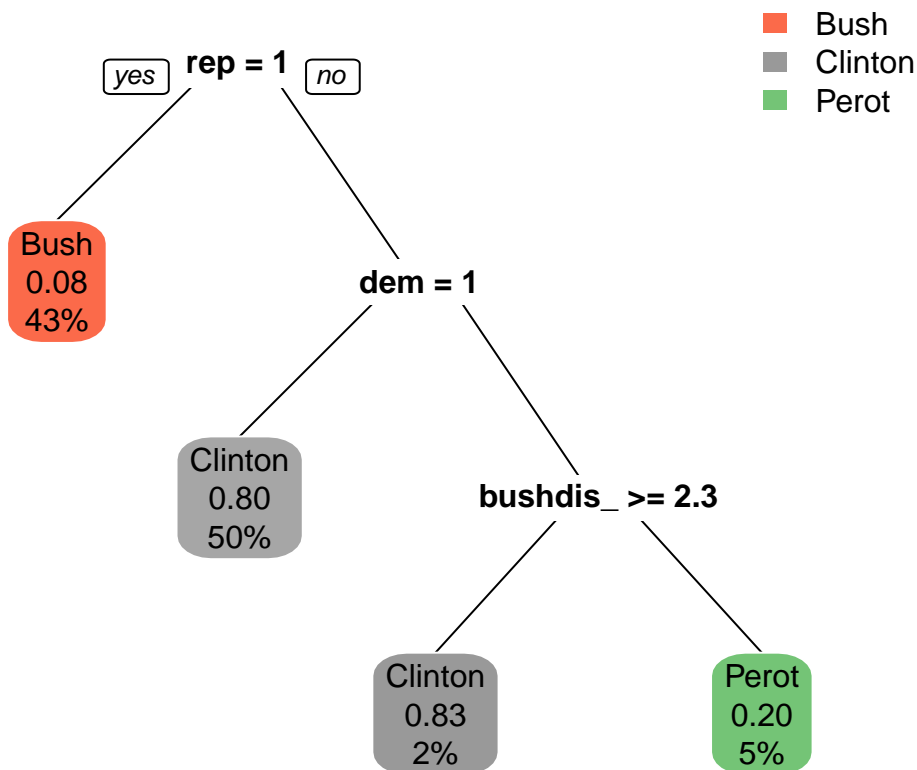 Bush
Clinton
Perot
yes rep = 1 no
Bush
0.08
43%
dem = 1
Clinton
0.80
50%
bushdis_ >= 2.3
Clinton
0.83
2%
Perot
0.20
5%